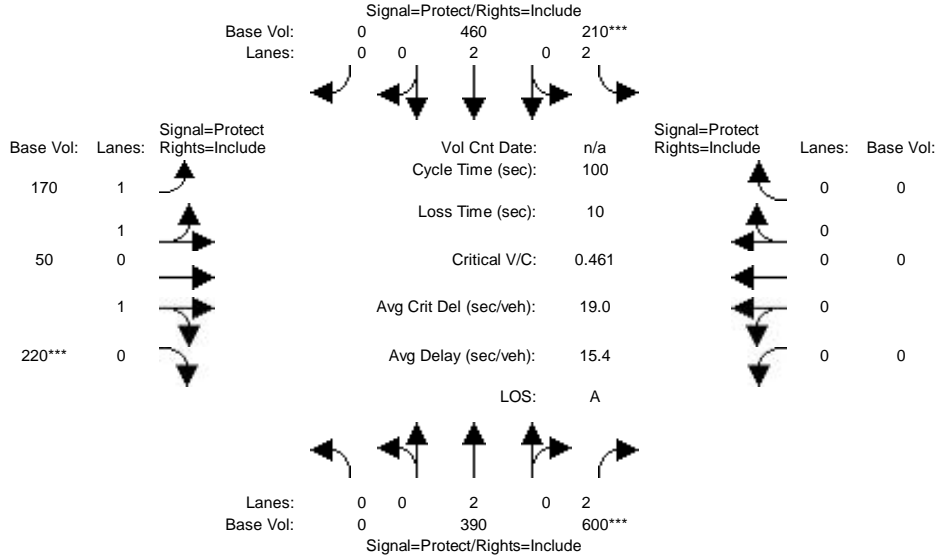 Signal=Protect/Rights=Include
Base Vol: 0 460 210***
Lanes: 0 0 2 0 2
Signal=Protect Signal=Protect
Base Vol: Lanes: Rights=Include Vol Cnt Date: n/a Rights=Include Lanes: Base Vol:
Cycle Time (sec): 100
170 1 0 0
Loss Time (sec): 10
1 0
50 0 Critical V/C: 0.461 0 0
1 Avg Crit Del (sec/veh): 19.0 0
220*** 0 Avg Delay (sec/veh): 15.4 0 0
LOS: A
Lanes: 0 0 2 0 2
Base Vol: 0 390 600***
Signal=Protect/Rights=Include